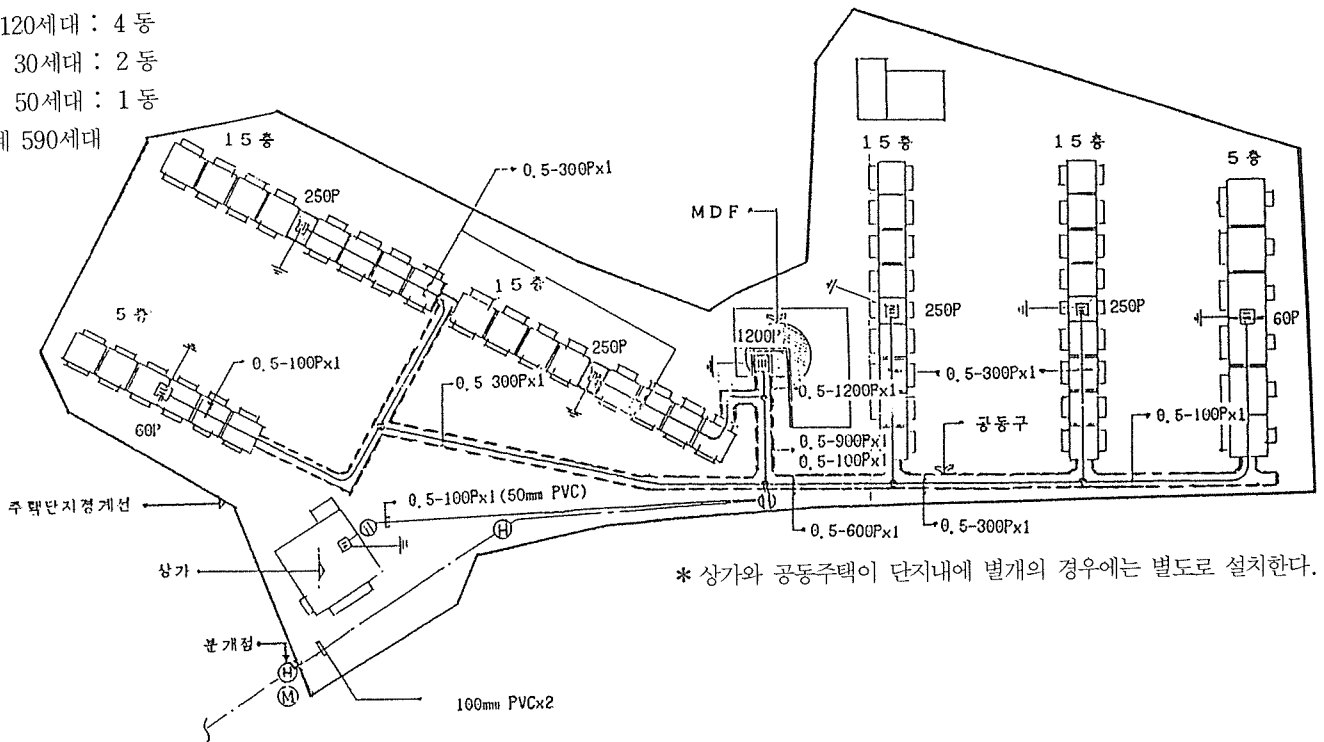 120세대 : 4 동
30세대 : 2 동
50세대 : 1 동
계 590세대
15층
0.5-300Px1
250P
MDF
15층
15층
5층
5층
15층
250P
250P
250P
60P
1200P
0.5-100Px1
0.5 300Px1
0.5-1200Px1
0.5-300Px1
60P
공동구
0.5-100Px1
0.5-900Px1
0.5-100Px1
주택단지경계선
0.5-100Px1(50mm PVC)
H
0.5-600Px1
0.5-300Px1
* 상가와 공동주택이 단지내에 별개의 경우에는 별도로 설치한다.
상가
분개점
H
M
100mm PVCx2